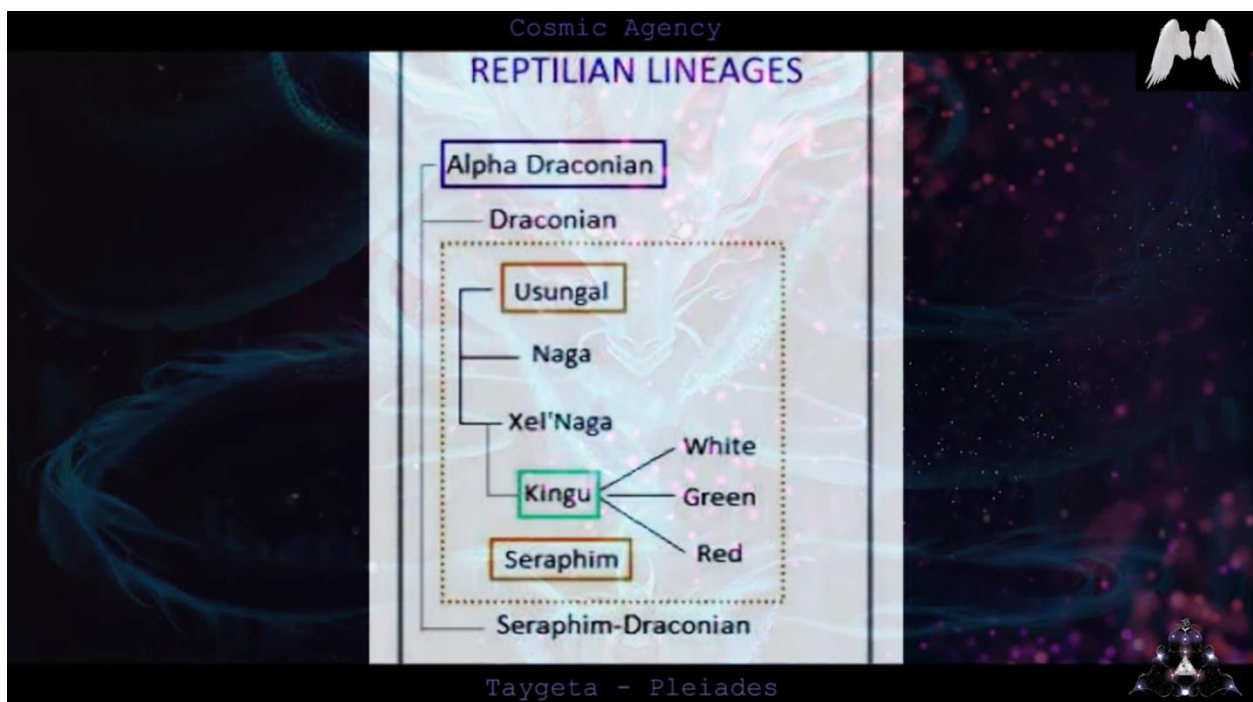 Cosmic Agency
REPTILIAN LINEAGES
Alpha Draconian
Draconian
Usungal
Naga
Xel'Naga
White
Kingu
Green
Seraphim
Red
Seraphim-Draconian
Taygeta - Pleiades